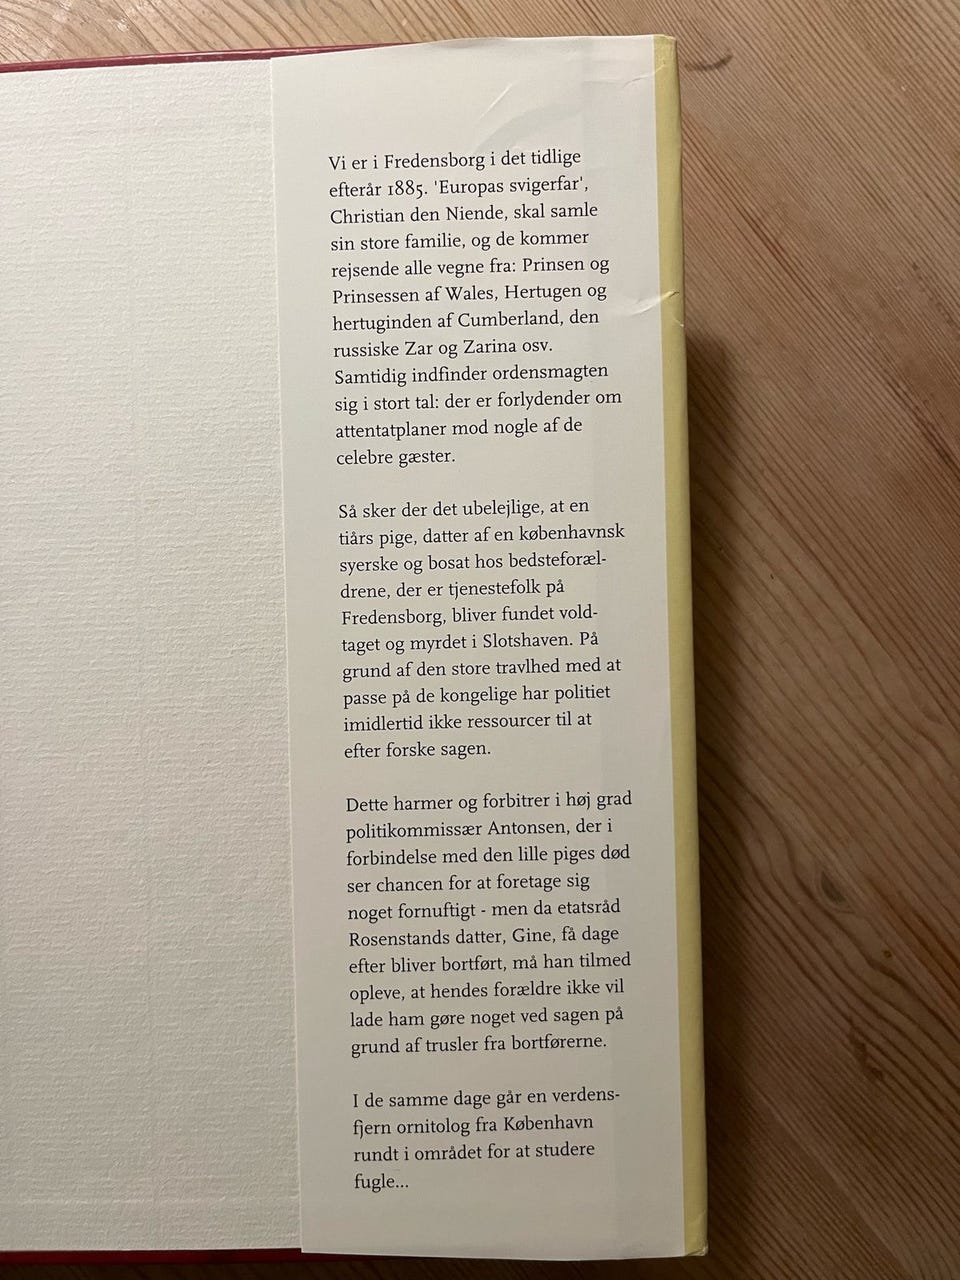 Vi er i Fredensborg i det tidlige
efterår 1885. 'Europas svigerfar',
Christian den Niende, skal samle
sin store familie, og de kommer
rejsende alle vegne fra: Prinsen og
Prinsessen af Wales, Hertugen og
hertuginden af Cumberland, den
russiske Zar og Zarina osv.
Samtidig indfinder ordensmagten
sig i stort tal: der er forlydender om
attentatplaner mod nogle af de
celebre gæster.
Så sker der det ubelejlige, at en
tiårs pige, datter af en københavnsk
syerske og bosat hos bedsteforæl-
drene, der er tjenestefolk på
Fredensborg, bliver fundet vold-
taget og myrdet i Slotshaven. På
grund af den store travlhed med at
passe på de kongelige har politiet
imidlertid ikke ressourcer til at
efter forske sagen.
Dette harmer og forbitrer i høj grad
politikommissær Antonsen, der i
forbindelse med den lille piges død
ser chancen for at foretage sig
noget fornuftigt - men da etatsråd
Rosenstands datter, Gine, få dage
efter bliver bortført, må han tilmed
opleve, at hendes forældre ikke vil
lade ham gøre noget ved sagen på
grund af trusler fra bortførerne.
I de samme dage går en verdens-
fjern ornitolog fra København
rundt i området for at studere
fugle...